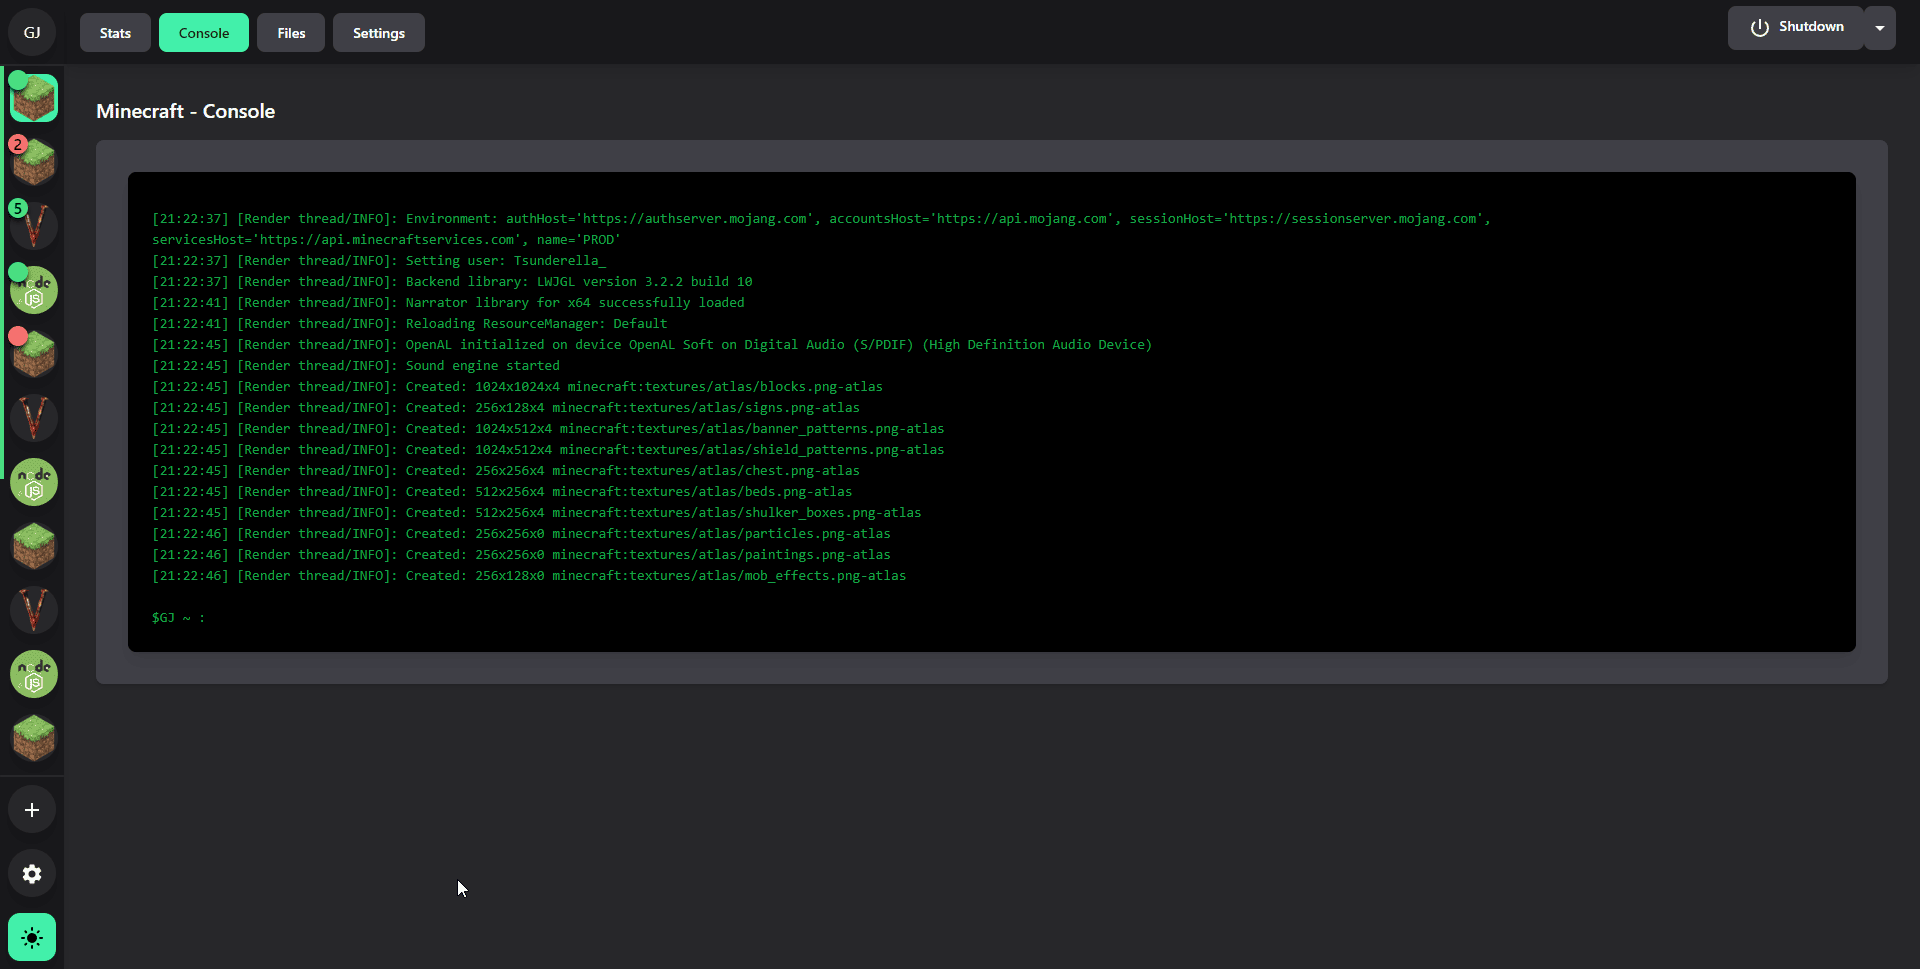 GJ
Stats
Console
Files
Settings
Shutdown
2
5
node
JS
node
JS
node
JS
Minecraft - Console
[21:22:37] [Render thread/INFO]: Environment: authHost='https://authserver.mojang.com', accountsHost='https://api.mojang.com', sessionHost='https://sessionserver.mojang.com',
servicesHost='https://api.minecraftservices.com', name='PROD'
[21:22:37] [Render thread/INFO]: Setting user: Tsunderella_
[21:22:37] [Render thread/INFO]: Backend library: LWJGL version 3.2.2 build 10
[21:22:41] [Render thread/INFO]: Narrator library for x64 successfully loaded
[21:22:41] [Render thread/INFO]: Reloading ResourceManager: Default
[21:22:45] [Render thread/INFO]: OpenAL initialized on device OpenAL Soft on Digital Audio (S/PDIF) (High Definition Audio Device)
[21:22:45] [Render thread/INFO]: Sound engine started
[21:22:45] [Render thread/INFO]: Created: 1024x1024x4 minecraft:textures/atlas/blocks.png-atlas
[21:22:45] [Render thread/INFO]: Created: 256x128x4 minecraft:textures/atlas/signs.png-atlas
[21:22:45] [Render thread/INFO]: Created: 1024x512x4 minecraft:textures/atlas/banner_patterns.png-atlas
[21:22:45] [Render thread/INFO]: Created: 1024x512x4 minecraft:textures/atlas/shield_patterns.png-atlas
[21:22:45] [Render thread/INFO]: Created: 256x256x4 minecraft:textures/atlas/chest.png-atlas
[21:22:45] [Render thread/INFO]: Created: 512x256x4 minecraft:textures/atlas/beds.png-atlas
[21:22:45] [Render thread/INFO]: Created: 512x256x4 minecraft:textures/atlas/shulker_boxes.png-atlas
[21:22:46] [Render thread/INFO]: Created: 256x256x0 minecraft:textures/atlas/particles.png-atlas
[21:22:46] [Render thread/INFO]: Created: 256x256x0 minecraft:textures/atlas/paintings.png-atlas
[21:22:46] [Render thread/INFO]: Created: 256x128x0 minecraft:textures/atlas/mob_effects.png-atlas
$GJ ~ :